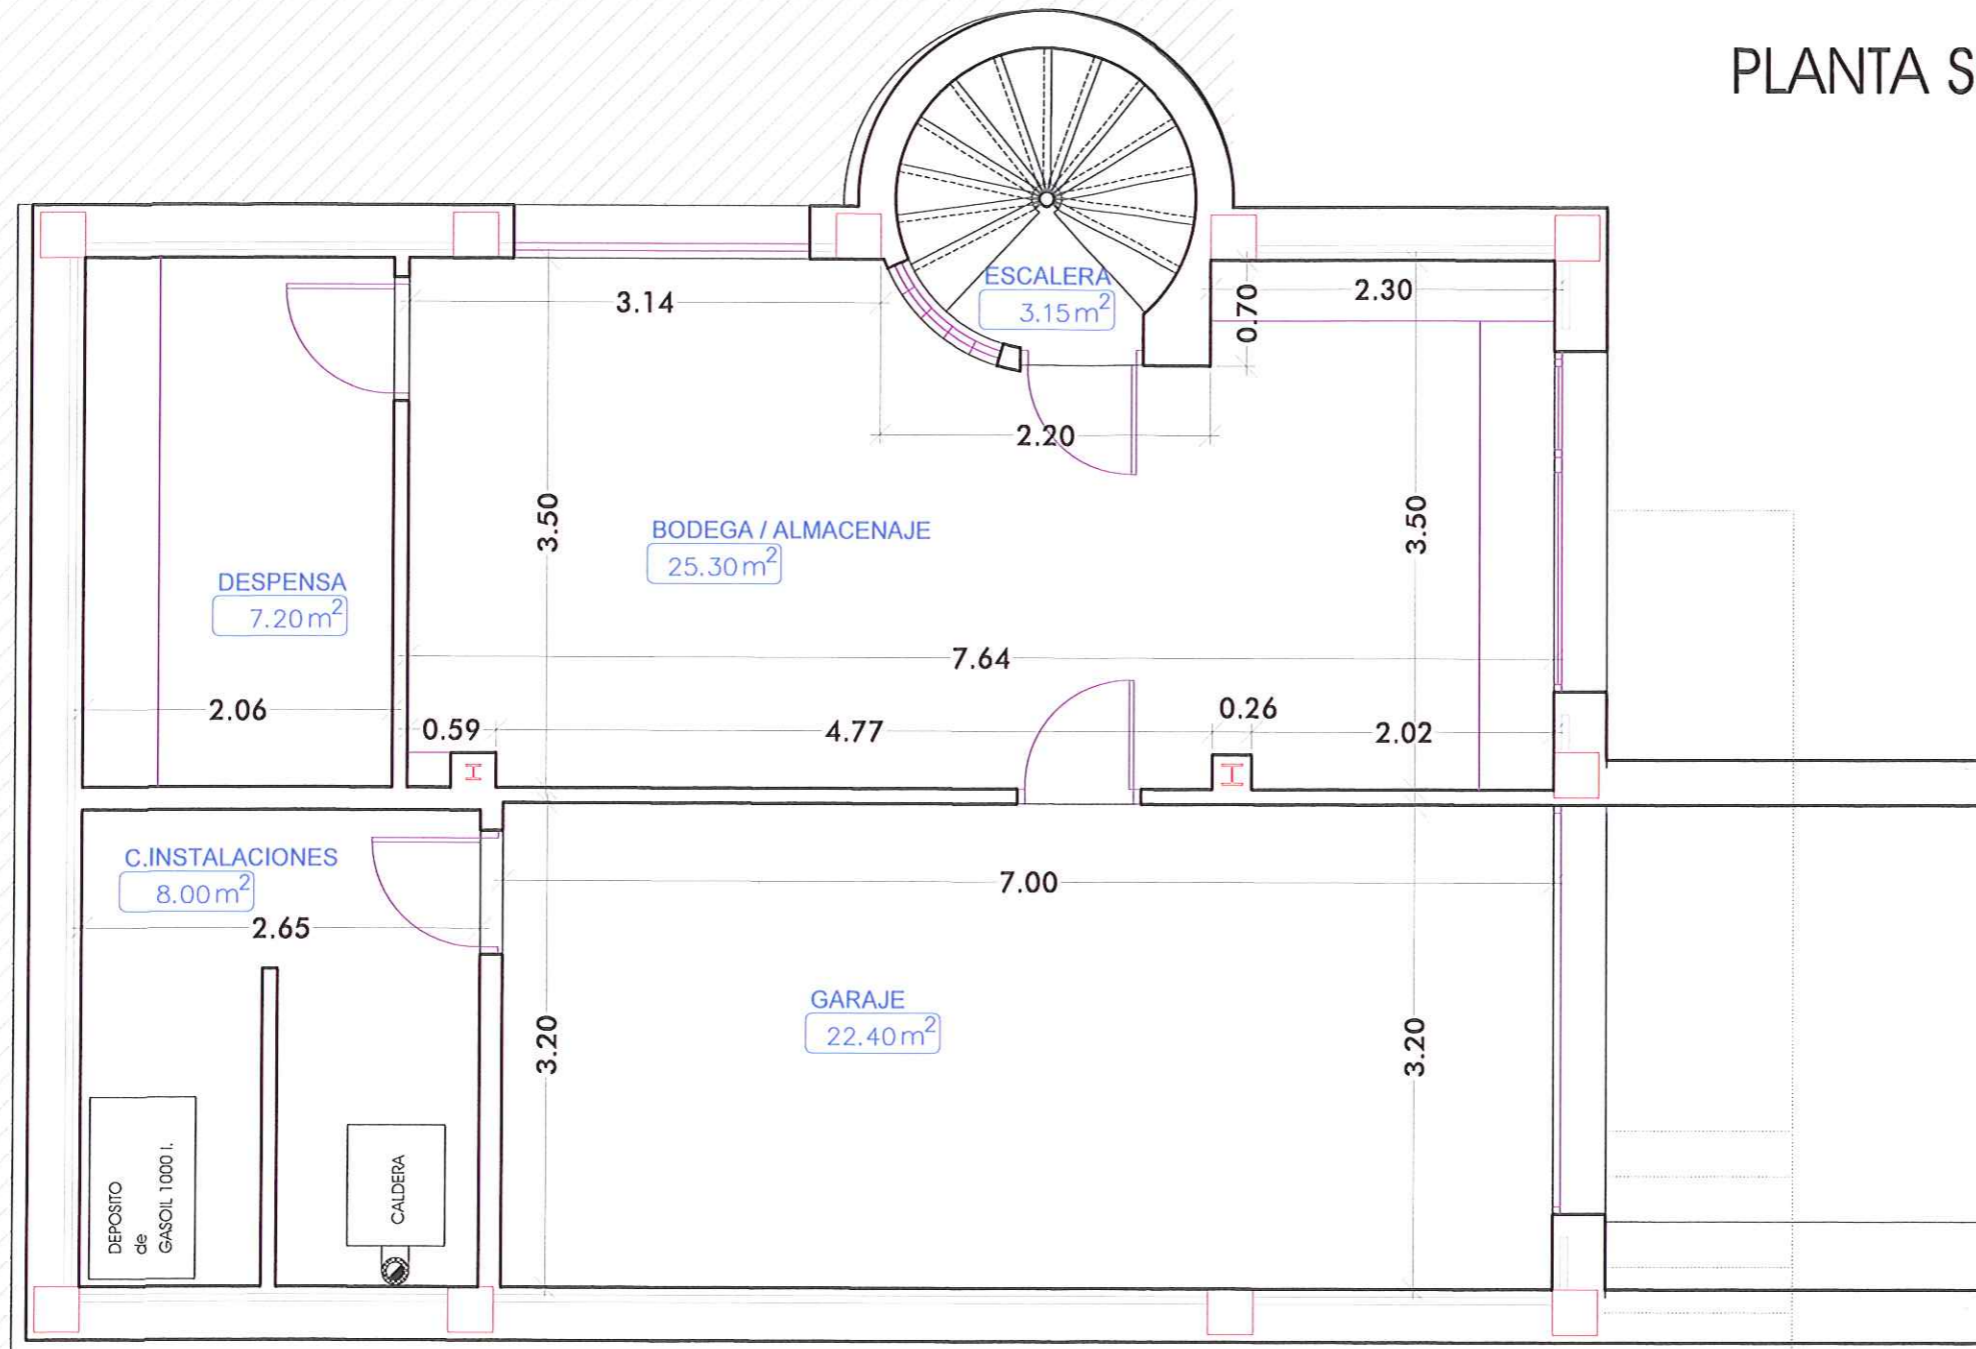 PLANTA S
ESCALERA
3.15 m²
3.14
0.70
2.30
2.20
3.50
3.50
BODEGA / ALMACENAJE
25.30 m²
DESPENSA
7.20 m²
7.64
2.06
0.59
4.77
0.26
2.02
C.INSTALACIONES
8.00 m²
2.65
7.00
GARAJE
22.40 m²
3.20
3.20
DEPOSITO
de
GASOIL 1000 l.
CALDERA